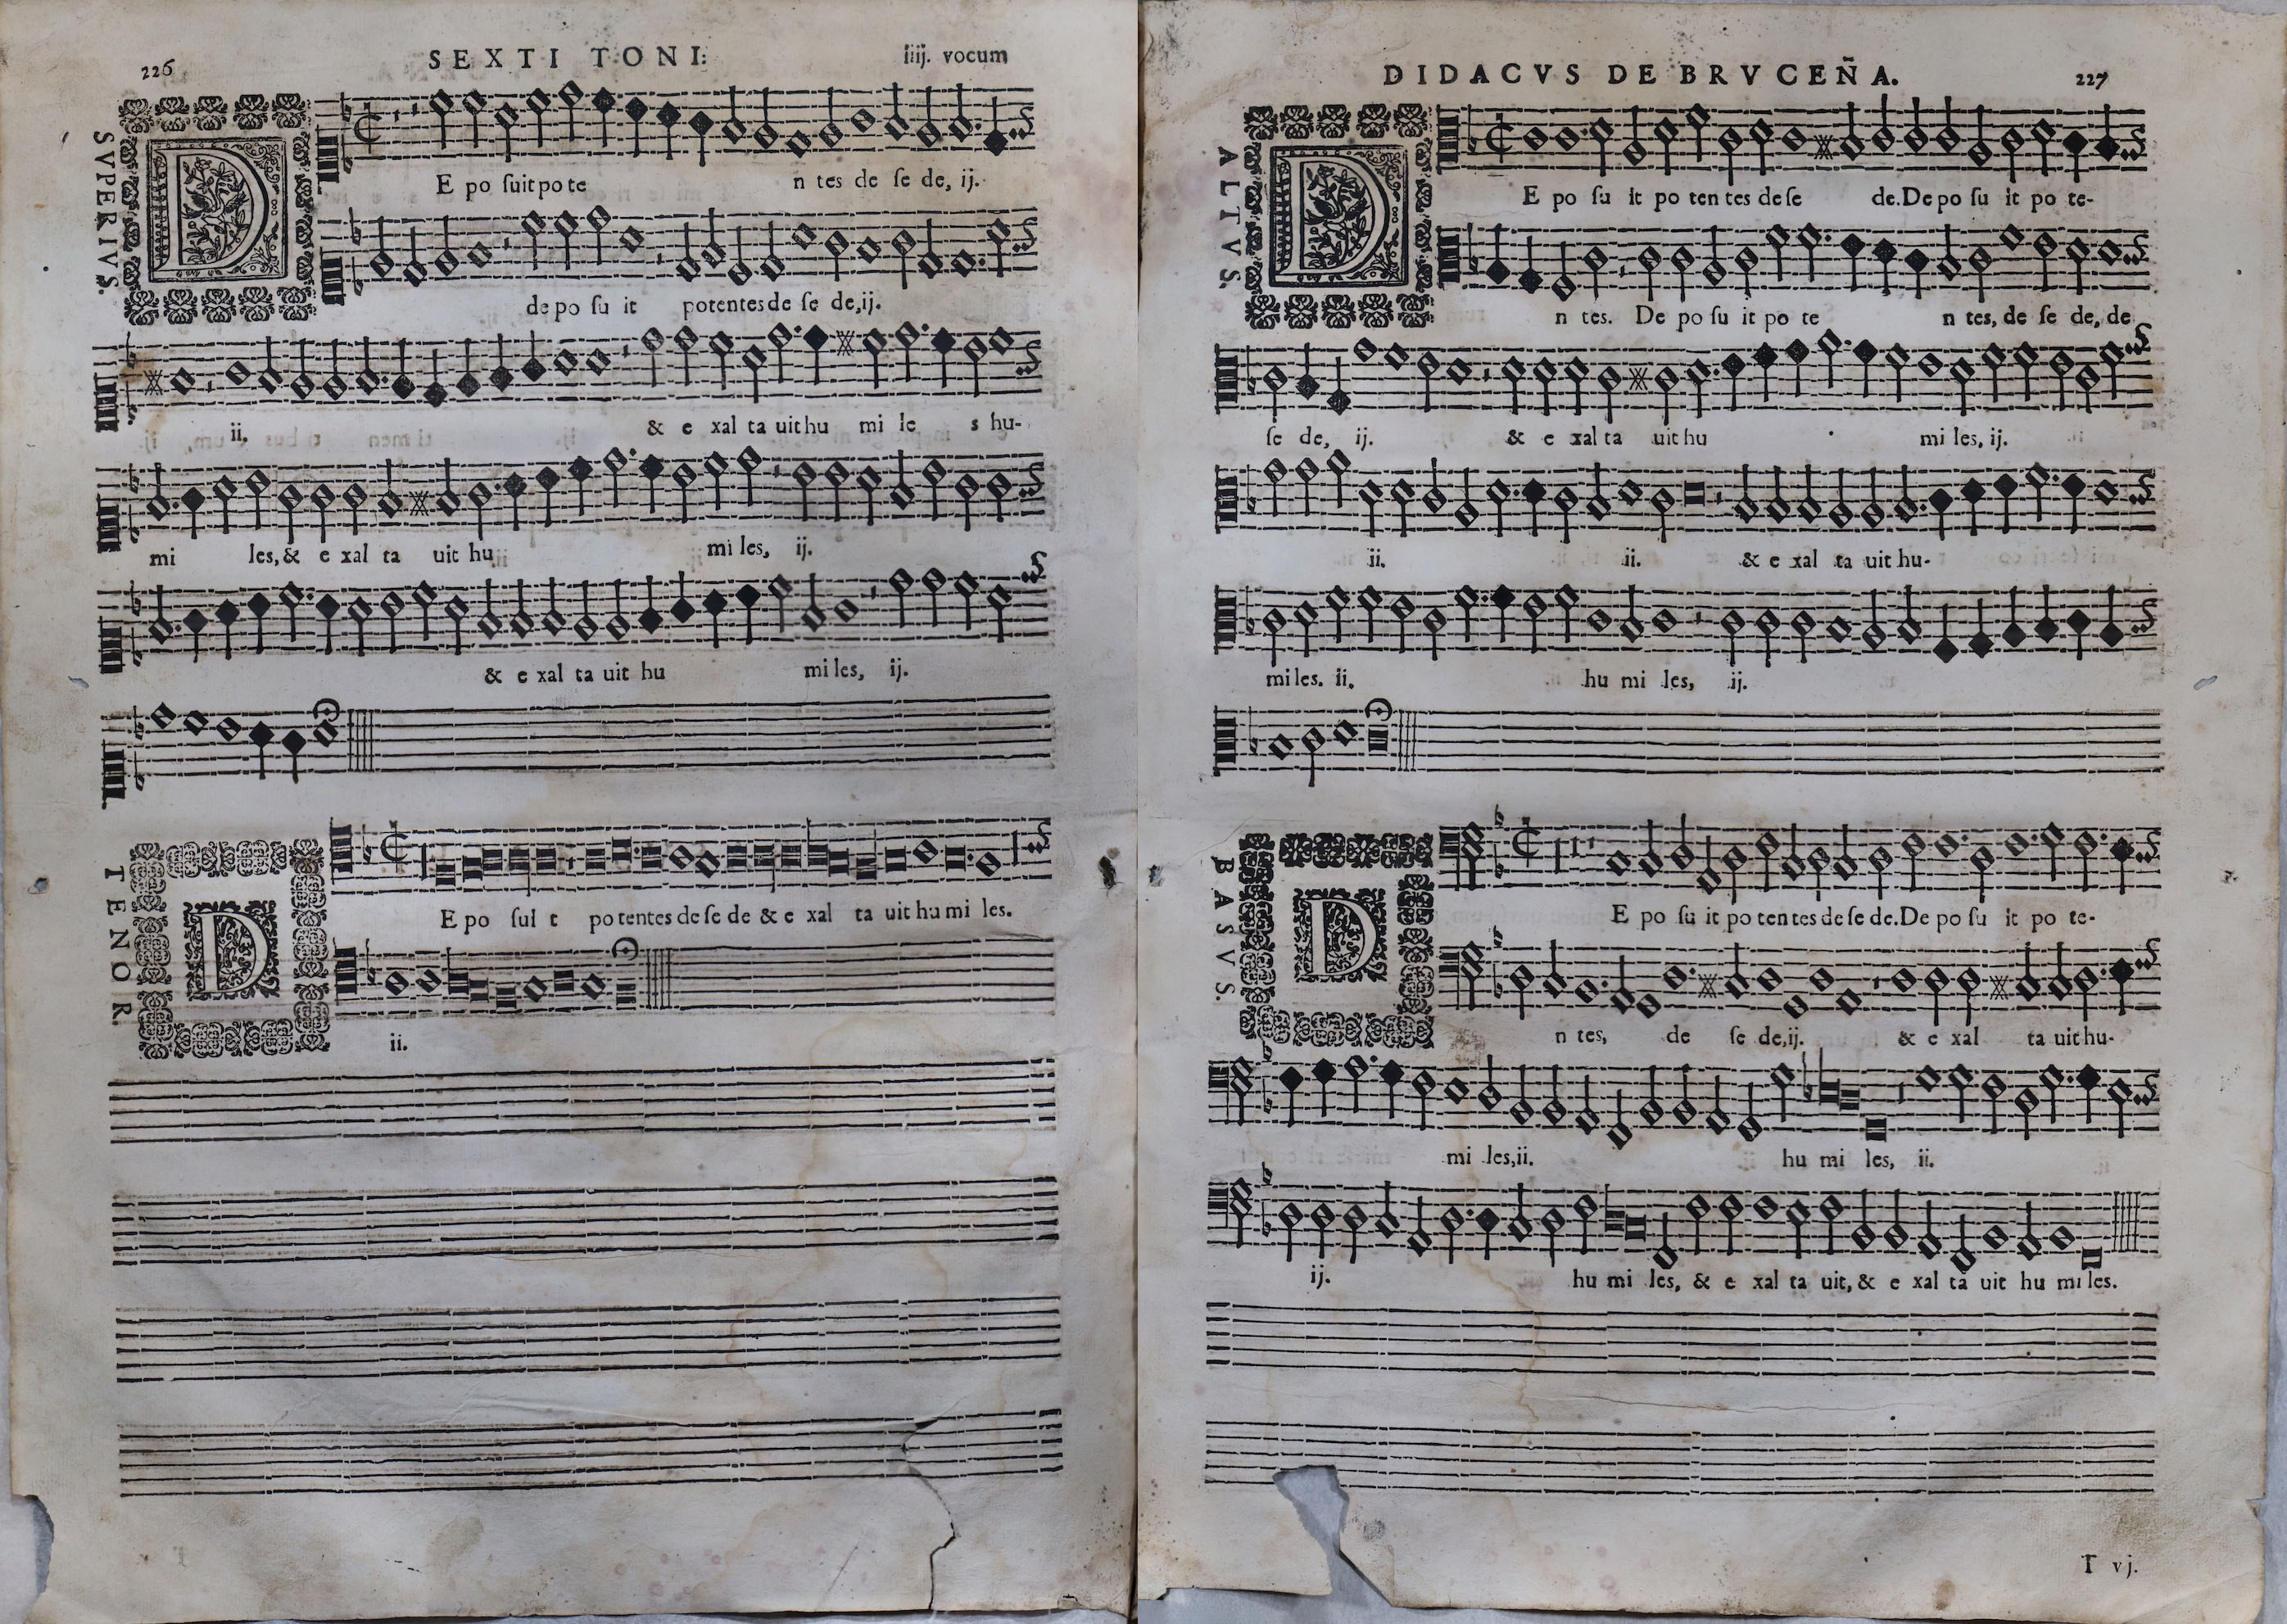 226
SEXTI TONI:
iiij. vocum
SVPERIVS.
D
E po ſuit po te n tes de ſe de, ij.
de po ſu it potentes de ſe de, ij.
ii. & e xal ta uit hu mi le s hu-
mi les, & e xal ta uit hu mi les, ij.
& e xal ta uit hu mi les, ij.
TENOR
D
E po ſul t po tentes de ſe de & e xal ta uit hu mi les.
ii.
DIDACVS DE BRVCEÑA.
227
ALTVS.
D
E po ſu it po ten tes de ſe de. De po ſu it po te-
n tes. De po ſu it po te n tes, de ſe de, de
ſe de, ij. & e xal ta uit hu mi les, ij.
ii. ii. & e xal ta uit hu-
mi les. ii. hu mi les, ij.
BASVS.
D
E po ſu it po ten tes de ſe de. De po ſu it po te-
n tes, de ſe de, ij. & e xal ta uit hu-
mi les, ii. hu mi les, ii.
ij. hu mi les, & e xal ta uit, & e xal ta uit hu mi les.
T vj.